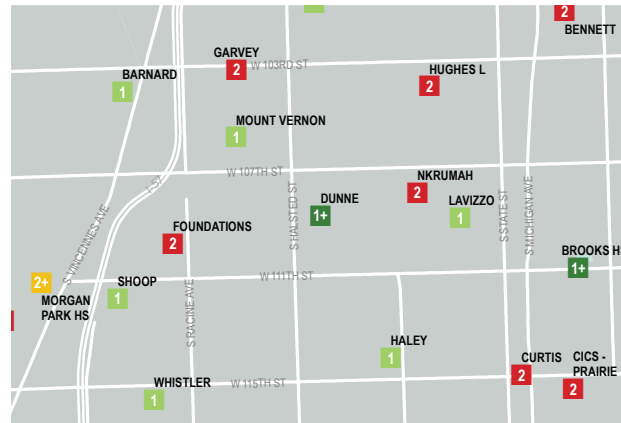 2
BENNETT
GARVEY
2
W 103RD ST
BARNARD
1
HUGHES L
2
MOUNT VERNON
1
W 107TH ST
I-57
NKRUMAH
2
LAVIZZO
1
DUNNE
1+
S HALSTED ST
S STATE ST
S MICHIGAN AVE
S VINCENNES AVE
FOUNDATIONS
2
BROOKS H
1+
W 111TH ST
2+
MORGAN
PARK HS
SHOOP
1
S RACINE AVE
HALEY
1
CURTIS
2
CICS -
PRAIRIE
2
WHISTLER
1
W 115TH ST